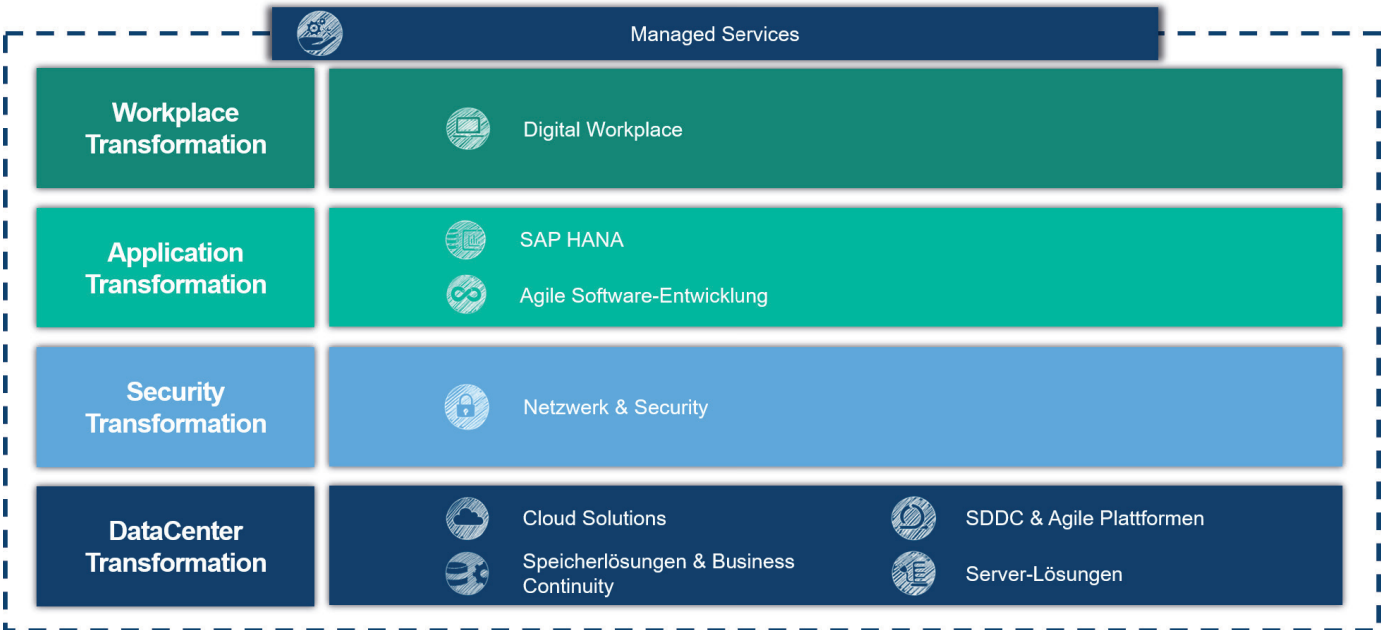 Managed Services
Workplace
Transformation
Digital Workplace
Application
Transformation
SAP HANA
Agile Software-Entwicklung
Security
Transformation
Netzwerk & Security
DataCenter
Transformation
Cloud Solutions
Speicherlösungen & Business
Continuity
SDDC & Agile Plattformen
Server-Lösungen